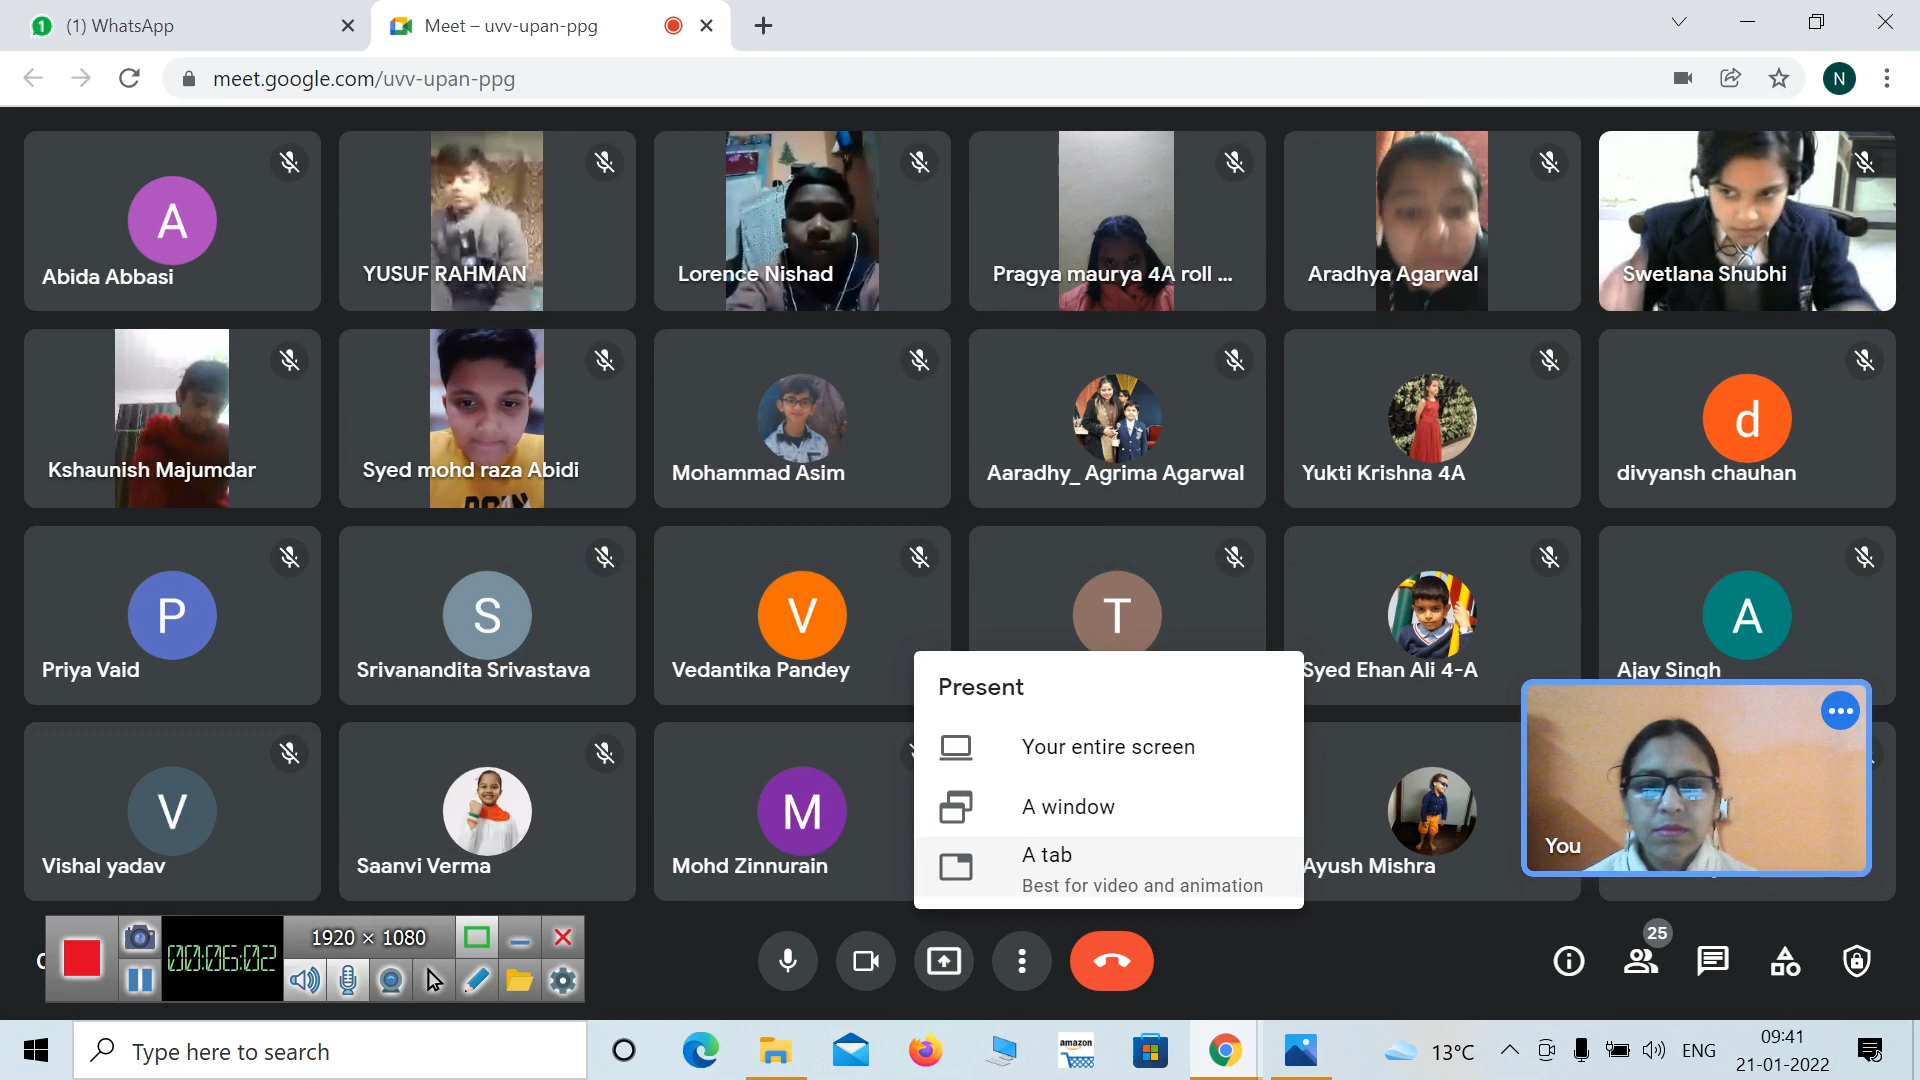 1 (1) WhatsApp
Meet – uvv-upan-ppg
meet.google.com/uvv-upan-ppg
N
A
Abida Abbasi
YUSUF RAHMAN
Lorence Nishad
Pragya maurya 4A roll ...
Aradhya Agarwal
Swetlana Shubhi
Kshaunish Majumdar
Syed mohd raza Abidi
Mohammad Asim
Aaradhy_ Agrima Agarwal
Yukti Krishna 4A
d
divyansh chauhan
P
Priya Vaid
S
Srivanandita Srivastava
V
Vedantika Pandey
T
Syed Ehan Ali 4-A
A
Ajay Singh
V
Vishal yadav
Saanvi Verma
M
Mohd Zinnurain
Ayush Mishra
You
Present
Your entire screen
A window
A tab
Best for video and animation
00:06:02
1920 × 1080
25
Type here to search
amazon
13°C
ENG
09:41
21-01-2022